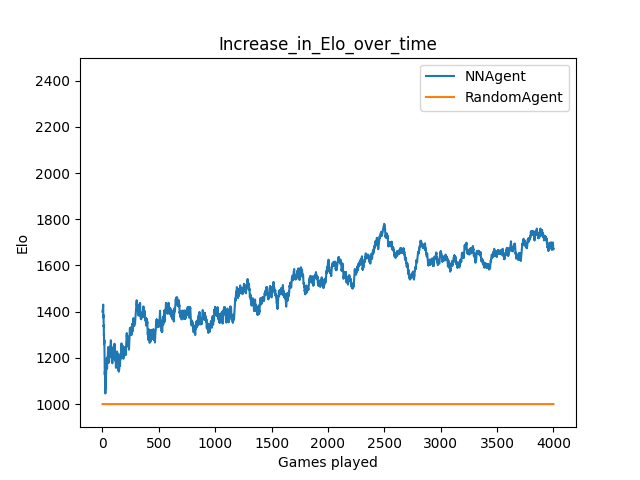 Increase_in_Elo_over_time
NNAgent
RandomAgent
2400
2200
2000
1800
1600
1400
1200
1000
Elo
0 500 1000 1500 2000 2500 3000 3500 4000
Games played